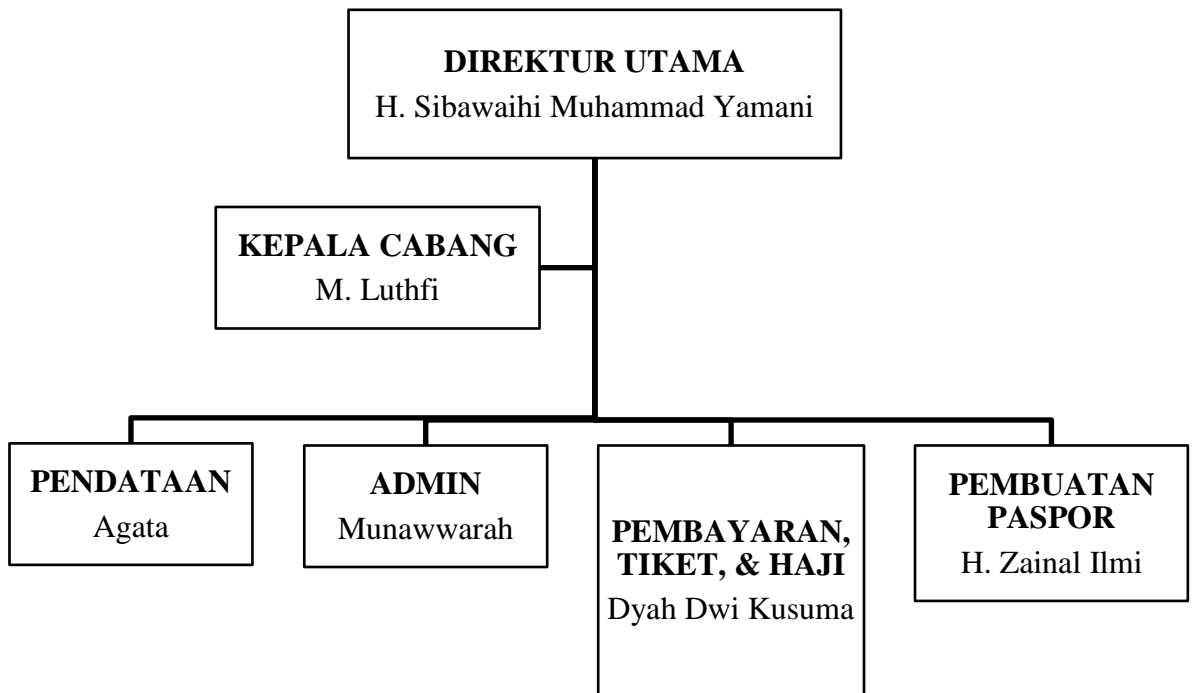 DIREKTUR UTAMA
H. Sibawaihi Muhammad Yamani
KEPALA CABANG
M. Luthfi
PENDATAAN
Agata
ADMIN
Munawwarah
PEMBAYARAN,
TIKET, & HAJI
Dyah Dwi Kusuma
PEMBUATAN
PASPOR
H. Zainal Ilmi